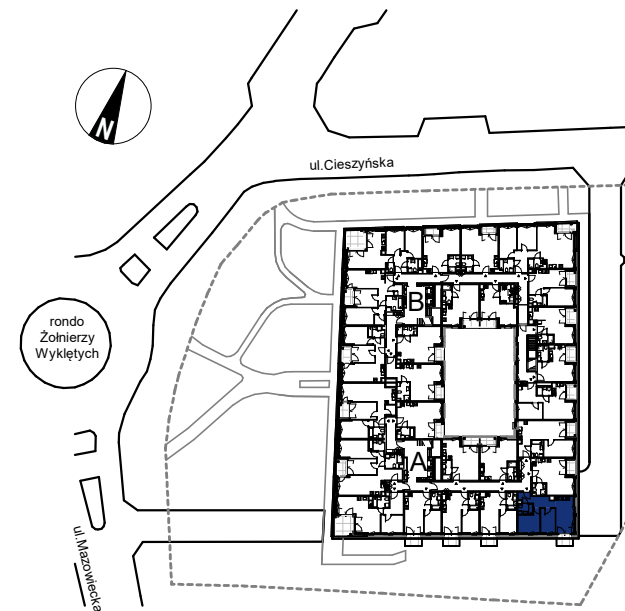 N
ul.Cieszyńska
B
rondo
Żołnierzy
Wyklętych
A
ul.Mazowiecka